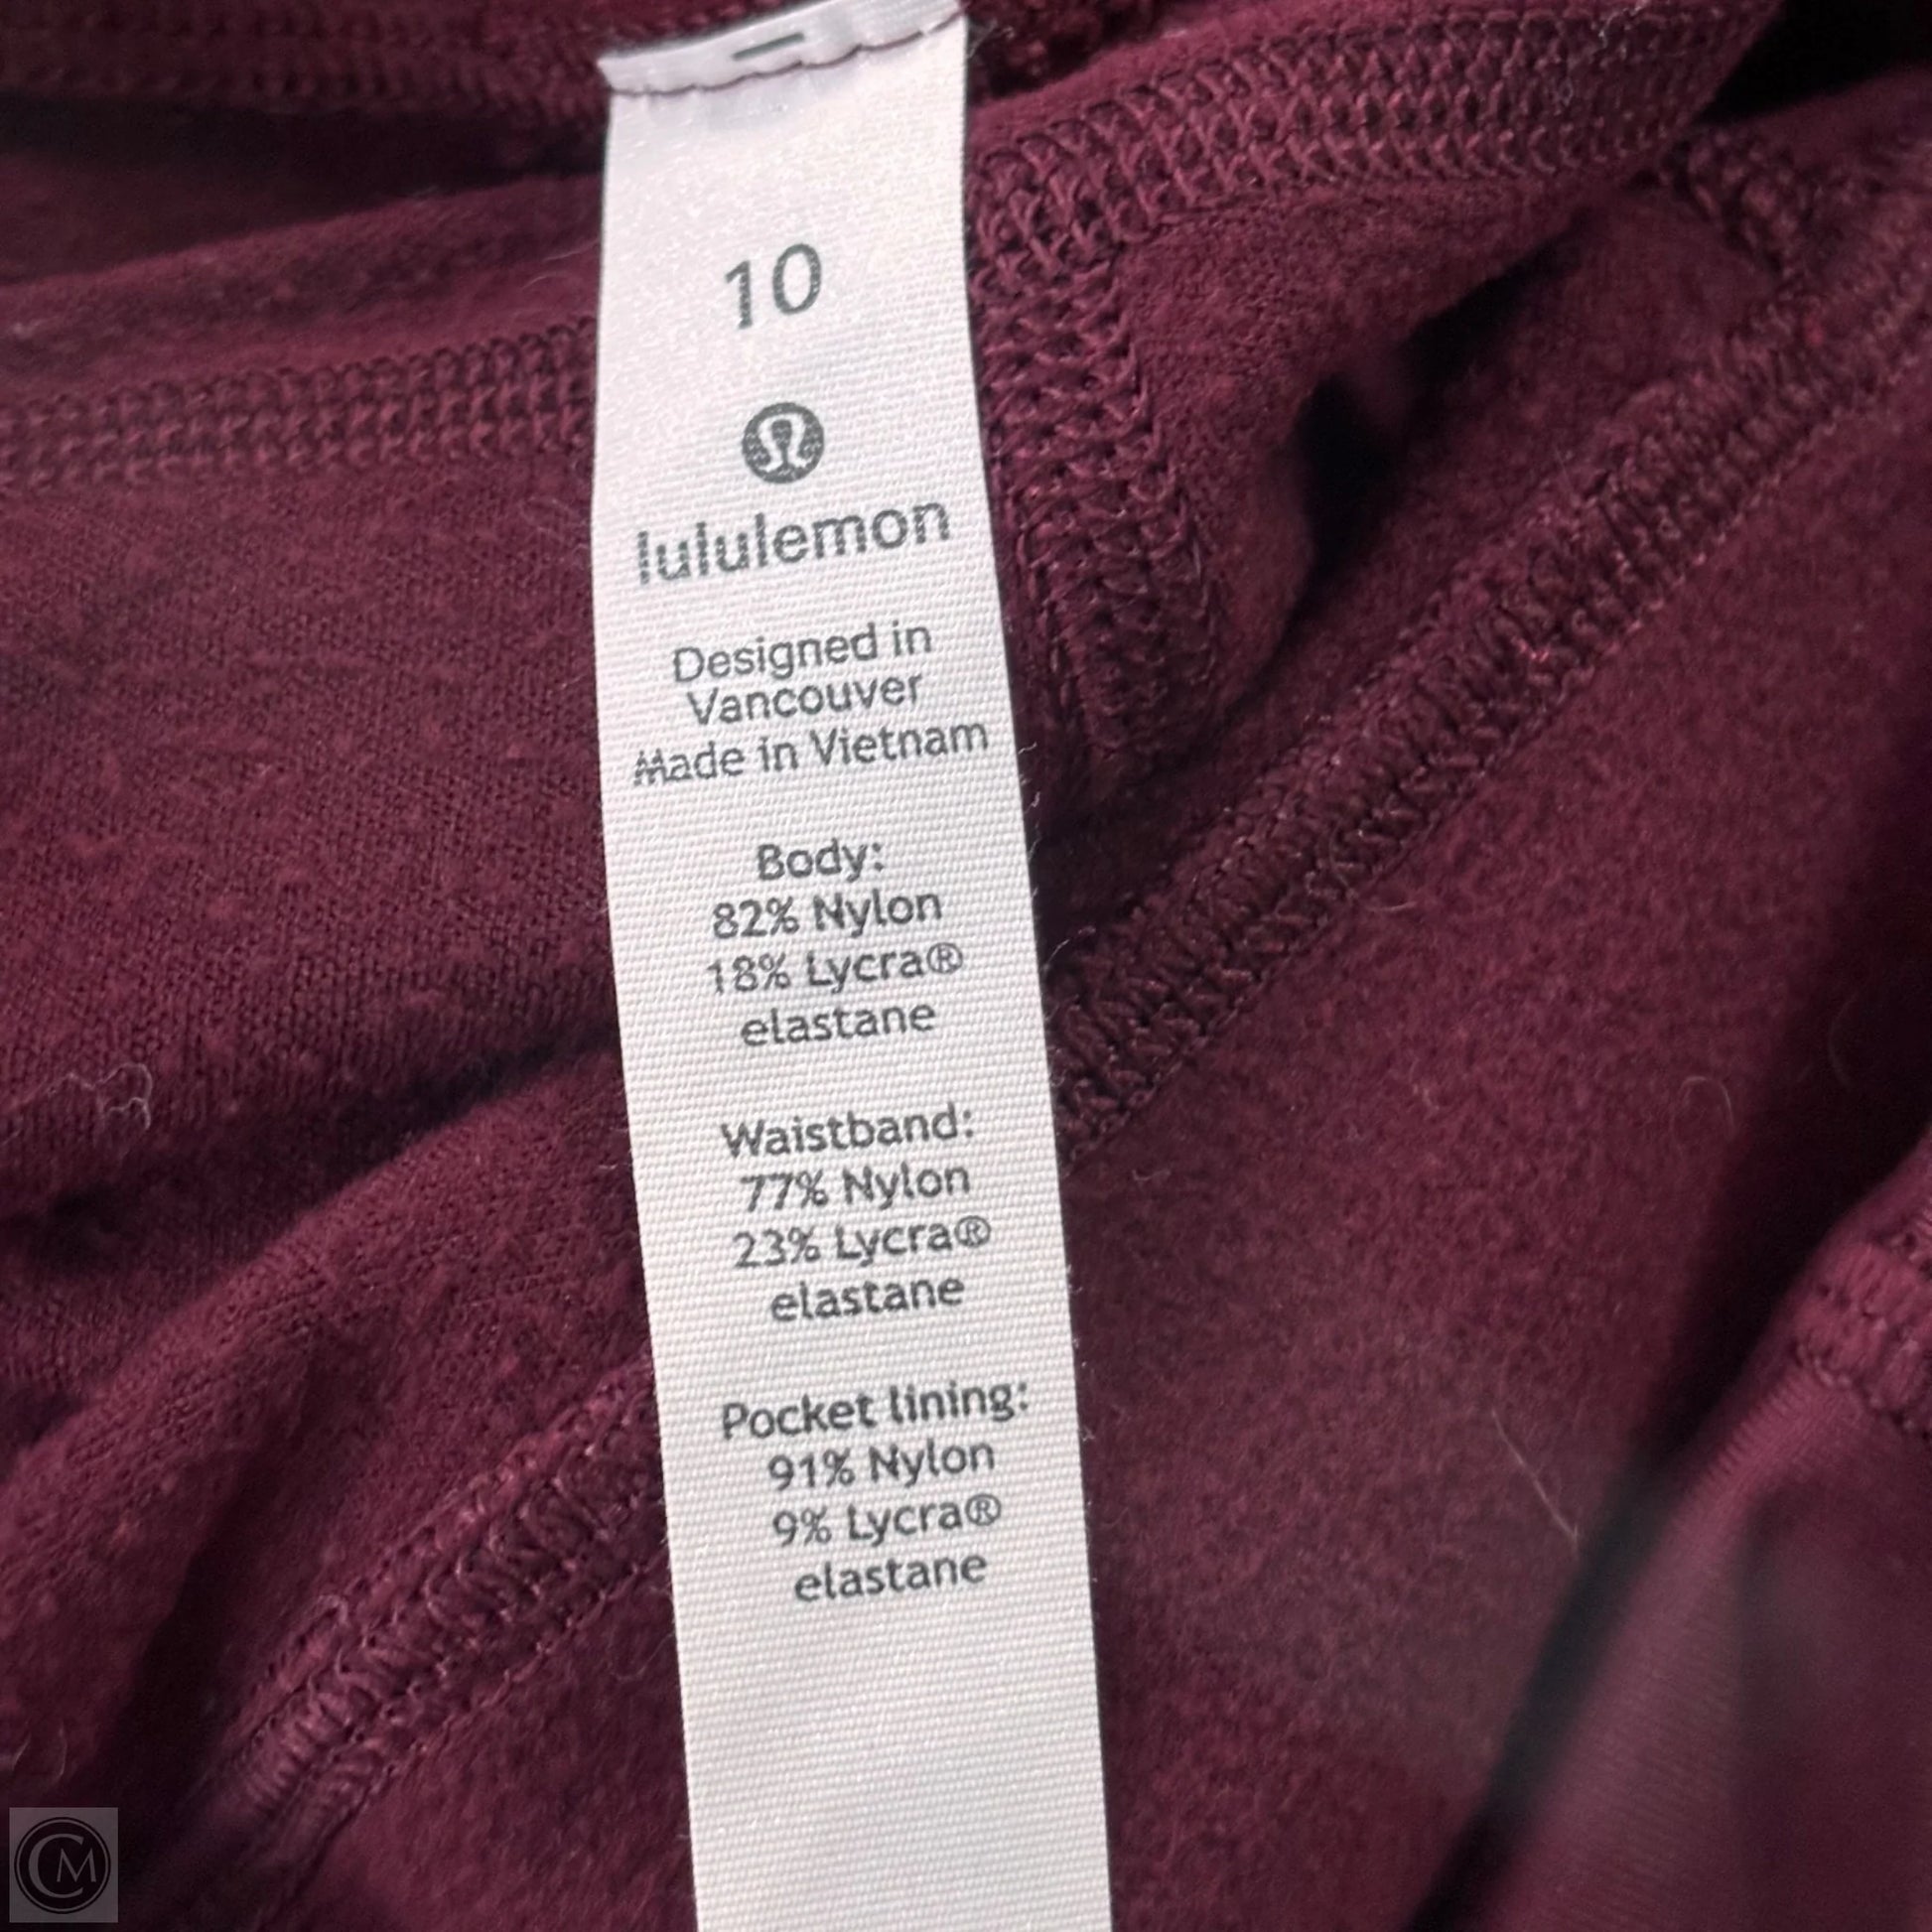 10
lululemon
Designed in
Vancouver
Made in Vietnam
Body:
82% Nylon
18% Lycra®
elastane
Waistband:
77% Nylon
23% Lycra®
elastane
Pocket lining:
91% Nylon
9% Lycra®
elastane
CM